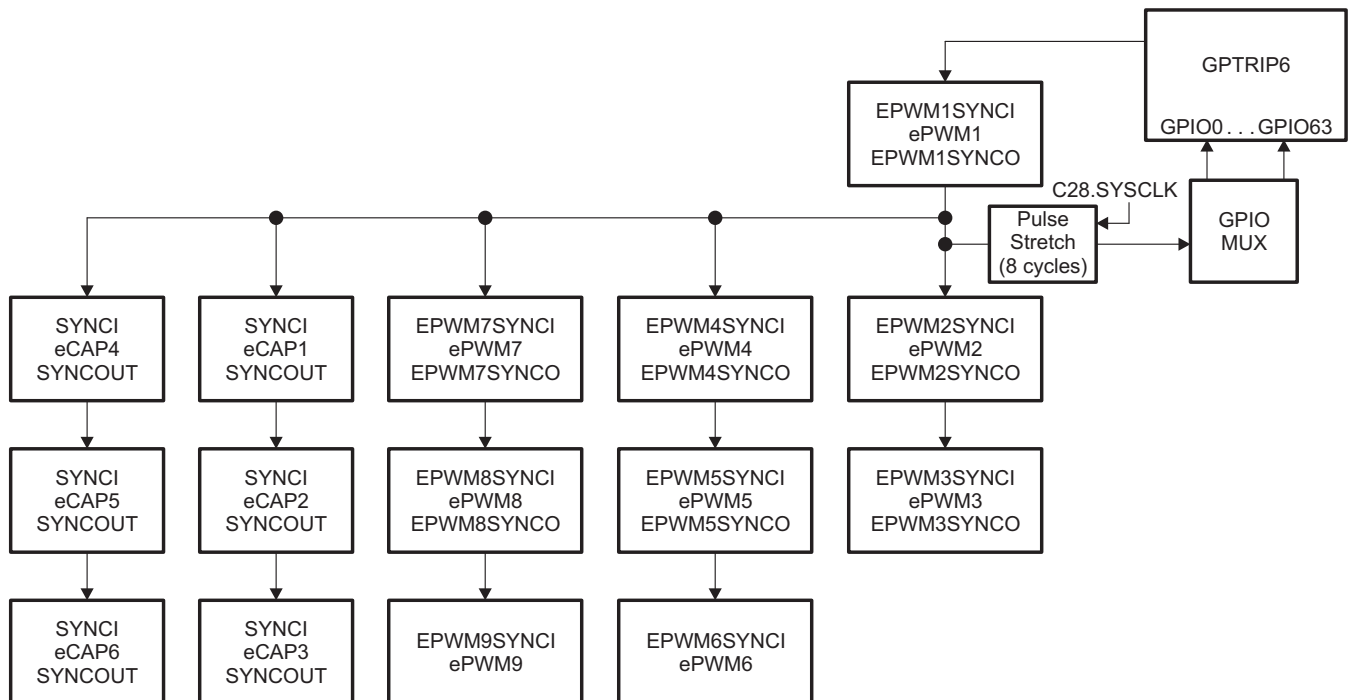 GPTRIP6
GPIO0 . . . GPIO63
EPWM1SYNCI
ePWM1
EPWM1SYNCO
C28.SYSCLK
Pulse
Stretch
(8 cycles)
GPIO
MUX
SYNCI
eCAP4
SYNCOUT
SYNCI
eCAP1
SYNCOUT
EPWM7SYNCI
ePWM7
EPWM7SYNCO
EPWM4SYNCI
ePWM4
EPWM4SYNCO
EPWM2SYNCI
ePWM2
EPWM2SYNCO
SYNCI
eCAP5
SYNCOUT
SYNCI
eCAP2
SYNCOUT
EPWM8SYNCI
ePWM8
EPWM8SYNCO
EPWM5SYNCI
ePWM5
EPWM5SYNCO
EPWM3SYNCI
ePWM3
EPWM3SYNCO
SYNCI
eCAP6
SYNCOUT
SYNCI
eCAP3
SYNCOUT
EPWM9SYNCI
ePWM9
EPWM6SYNCI
ePWM6